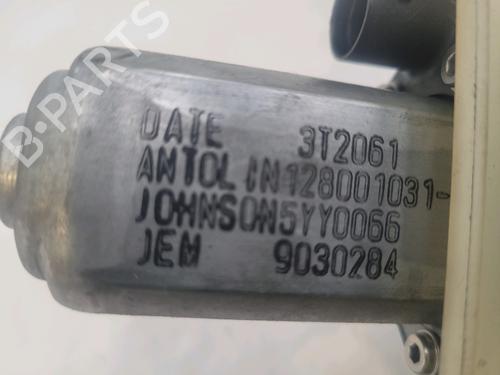 DATE 3T2061
ANTOLIN128001031-
JOHNSON5YY0066
JEM 9030284
B-PARTS